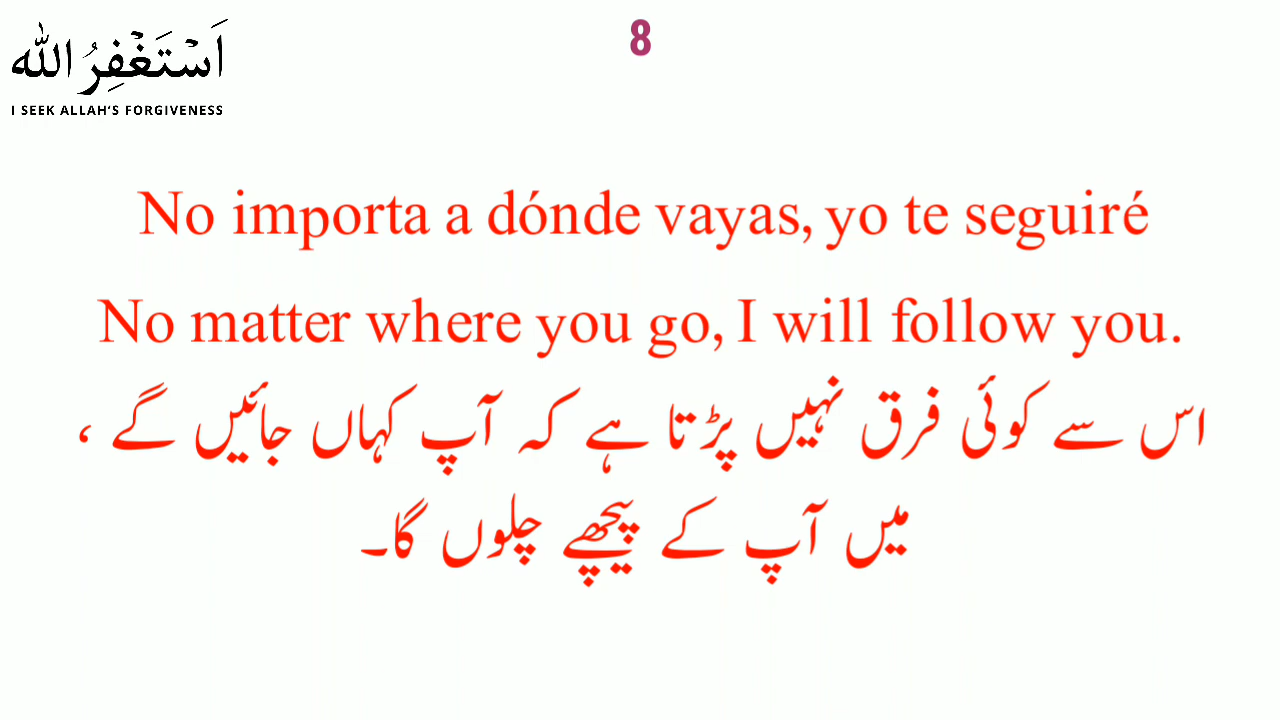 8
اَسْتَغْفِرُ اللّٰه
I SEEK ALLAH'S FORGIVENESS
No importa a dónde vayas, yo te seguiré
No matter where you go, I will follow you.
اس سے کوئی فرق نہیں پڑتا ہے کہ آپ کہاں جائیں گے ،
میں آپ کے پیچھے چلوں گا۔